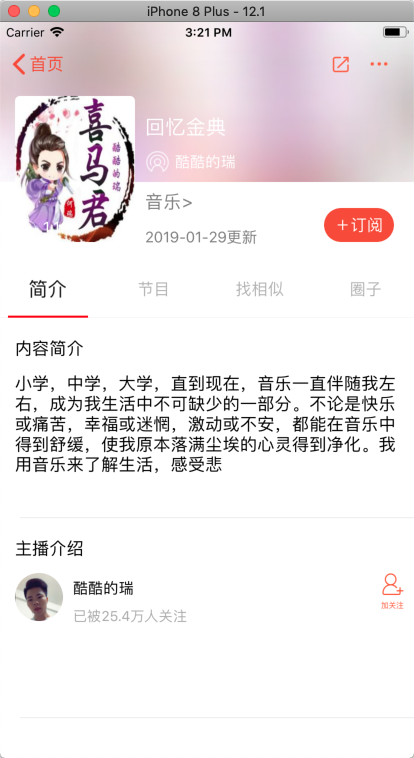 iPhone 8 Plus - 12.1
Carrier 3:21 PM
首页
喜马君
酷酷的瑞
回忆金典
酷酷的瑞
音乐>
2019-01-29更新
+订阅
简介 节目 找相似 圈子
内容简介
小学，中学，大学，直到现在，音乐一直伴随我左
右，成为我生活中不可缺少的一部分。不论是快乐
或痛苦，幸福或迷惘，激动或不安，都能在音乐中
得到舒缓，使我原本落满尘埃的心灵得到净化。我
用音乐来了解生活，感受悲
主播介绍
酷酷的瑞
已被25.4万人关注
加关注